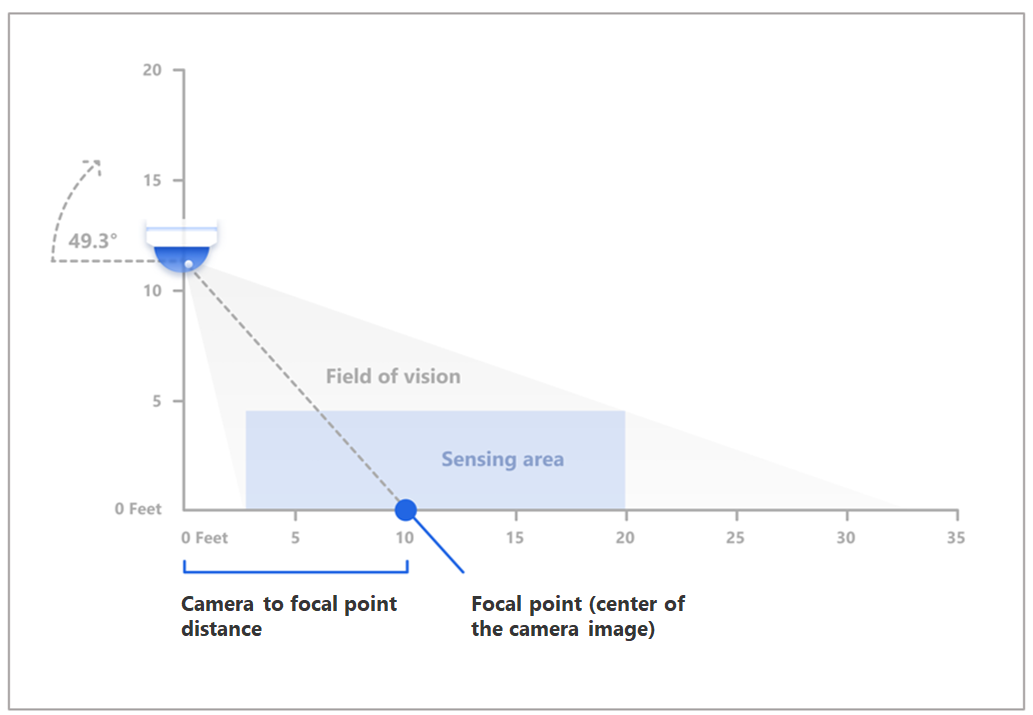 20
15
49.3°
10
Field of vision
5
Sensing area
0 Feet
0 Feet 5 10 15 20 25 30 35
Camera to focal point
distance
Focal point (center of
the camera image)